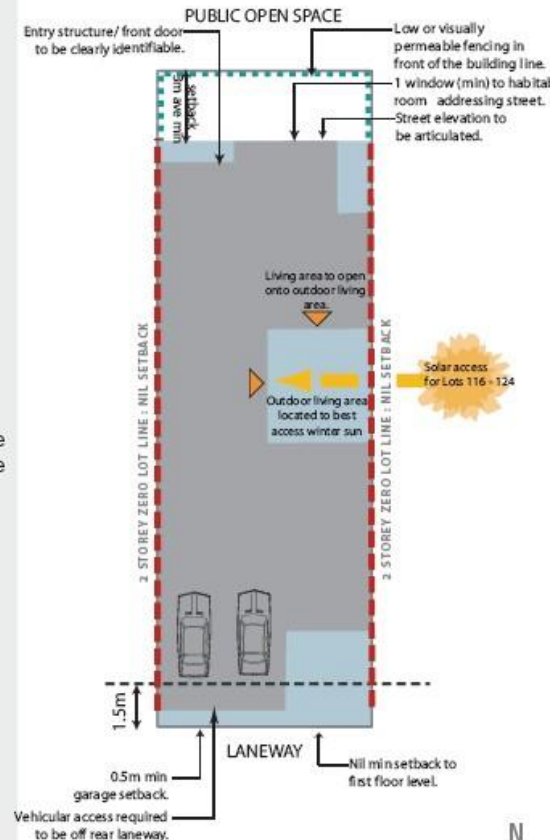 PUBLIC OPEN SPACE
Entry structure/ front door
to be clearly identifiable.
Low or visually
permeable fencing in
front of the building line.
1 window (min) to habital
room addressing street.
Street elevation to
be articulated.
setback
3m ave min
Living area to open
onto outdoor living
area.
Solar access
for Lots 116 - 124
Outdoor living area
located to best
access winter sun
2 STOREY ZERO LOT LINE : NIL SETBACK
2 STOREY ZERO LOT LINE : NIL SETBACK
e
e
1.5m
LANEWAY
0.5m min
garage setback.
Nil min setback to
first floor level.
Vehicular access required
to be off rear laneway.
N